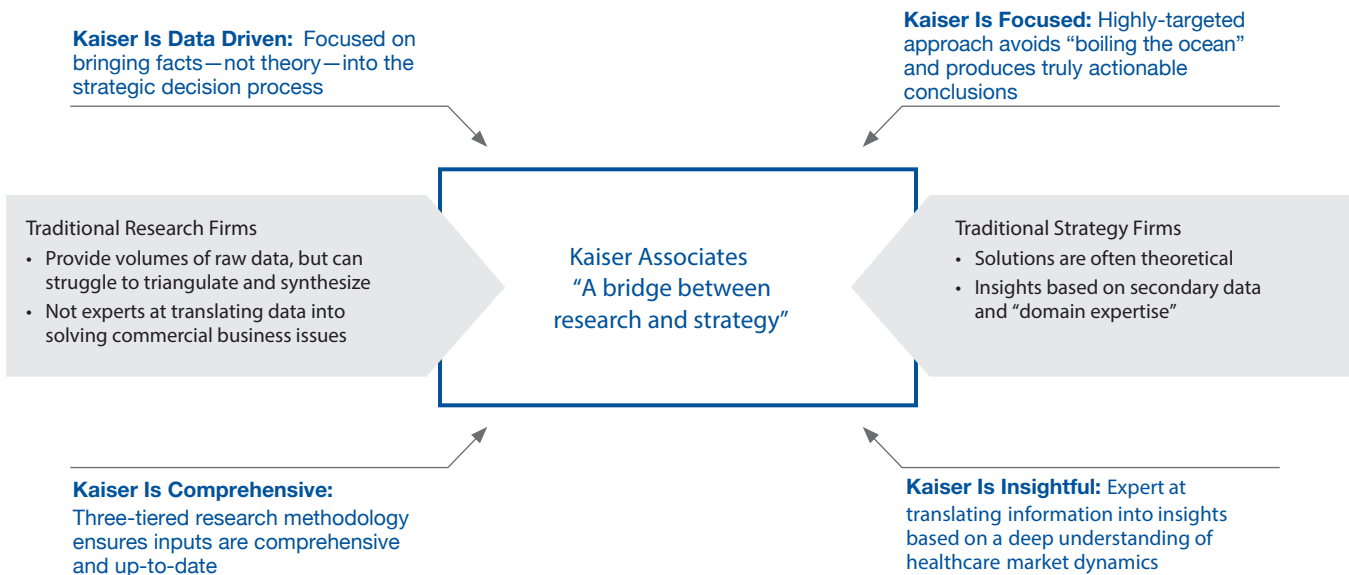 Kaiser Is Data Driven: Focused on
bringing facts—not theory—into the
strategic decision process
Kaiser Is Focused: Highly-targeted
approach avoids “boiling the ocean”
and produces truly actionable
conclusions
Traditional Research Firms
• Provide volumes of raw data, but can
struggle to triangulate and synthesize
• Not experts at translating data into
solving commercial business issues
Kaiser Associates
“A bridge between
research and strategy”
Traditional Strategy Firms
• Solutions are often theoretical
• Insights based on secondary data
and “domain expertise”
Kaiser Is Comprehensive:
Three-tiered research methodology
ensures inputs are comprehensive
and up-to-date
Kaiser Is Insightful: Expert at
translating information into insights
based on a deep understanding of
healthcare market dynamics